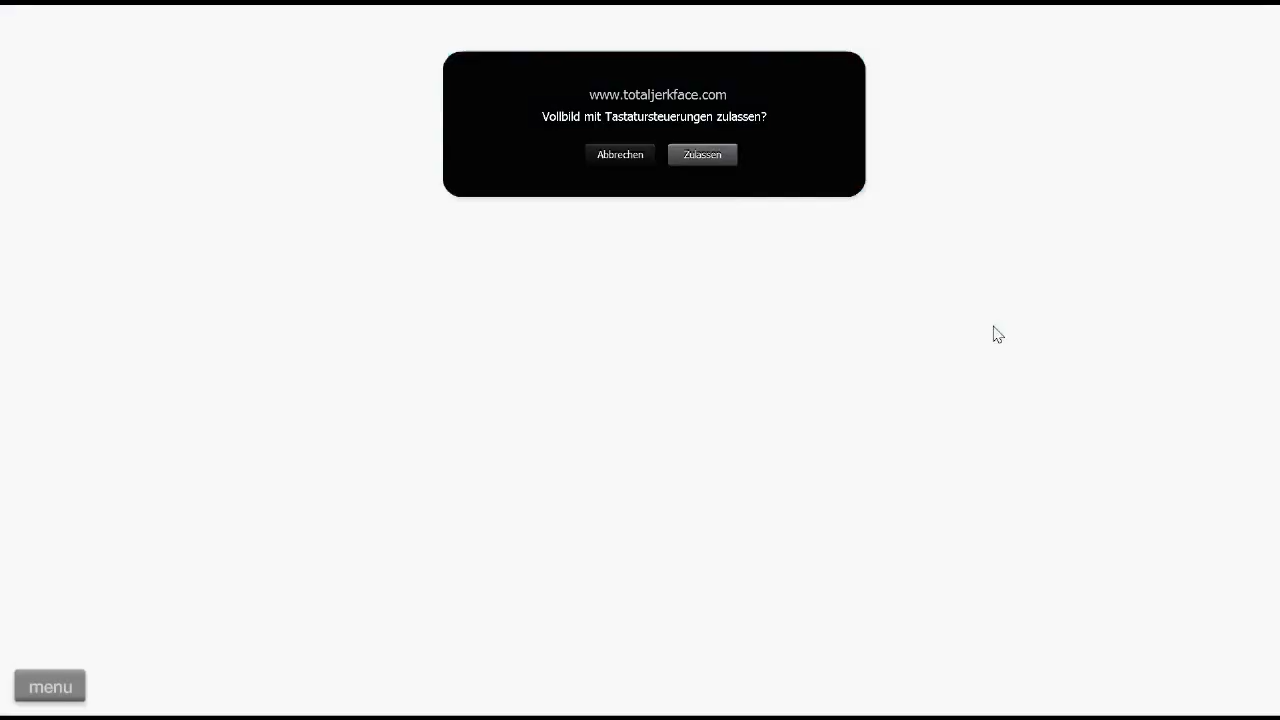 www.totaljerkface.com
Vollbild mit Tastatursteuerungen zulassen?
Abbrechen Zulassen
menu